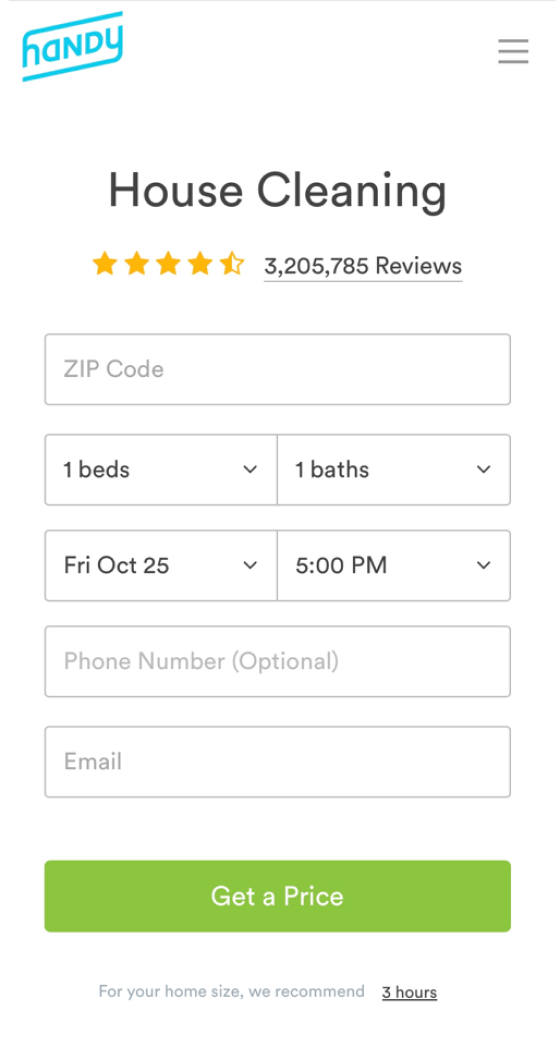 HANDY
House Cleaning
3,205,785 Reviews
ZIP Code
1 beds 1 baths
Fri Oct 25 5:00 PM
Phone Number (Optional)
Email
Get a Price
For your home size, we recommend 3 hours